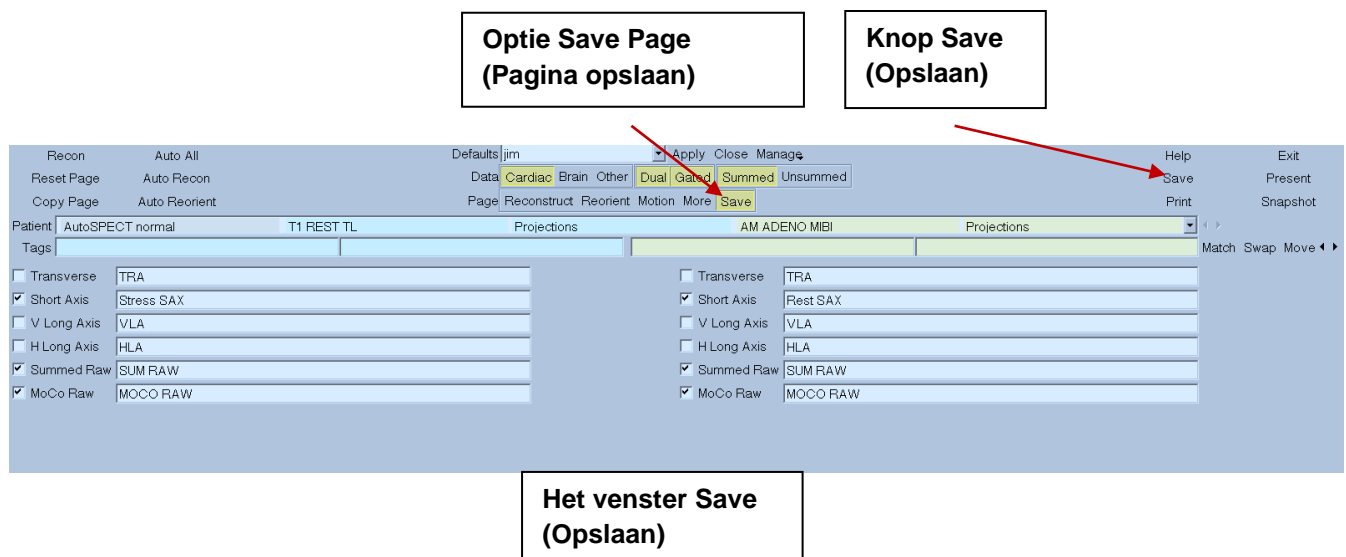 Optie Save Page
(Pagina opslaan)
Knop Save
(Opslaan)
Recon Auto All Defaults jim Apply Close Manage Help Exit
Reset Page Auto Recon Data Cardiac Brain Other Dual Gated Summed Unsummed Save Present
Copy Page Auto Reorient Page Reconstruct Reorient Motion More Save Print Snapshot
Patient AutoSPECT normal T1 REST TL Projections AM ADENO MIBI Projections
Tags Match Swap Move
Transverse TRA Transverse TRA
Short Axis Stress SAX Short Axis Rest SAX
V Long Axis VLA V Long Axis VLA
H Long Axis HLA H Long Axis HLA
Summed Raw SUM RAW Summed Raw SUM RAW
MoCo Raw MOCO RAW MoCo Raw MOCO RAW
Het venster Save
(Opslaan)